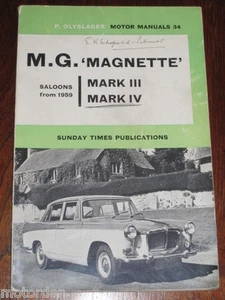 P. OLYSLAGER MOTOR MANUALS 34
M.G. 'MAGNETTE'
SALOONS
from 1959
MARK III
MARK IV
SUNDAY TIMES PUBLICATIONS